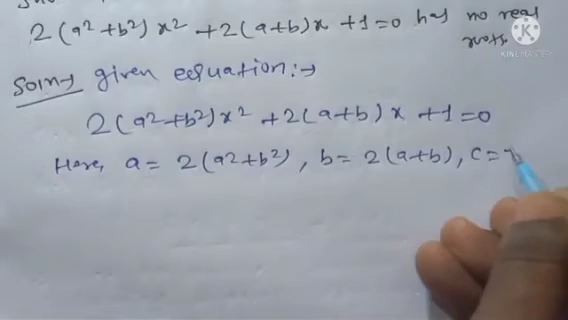 2(a²+b²)x² +2(a+b)x +1=0 has no real
roots
KINEMASTER
Soln→ given equation:→
2(a²+b²)x² +2(a+b)x +1=0
Here, a= 2(a²+b²), b= 2(a+b), c=